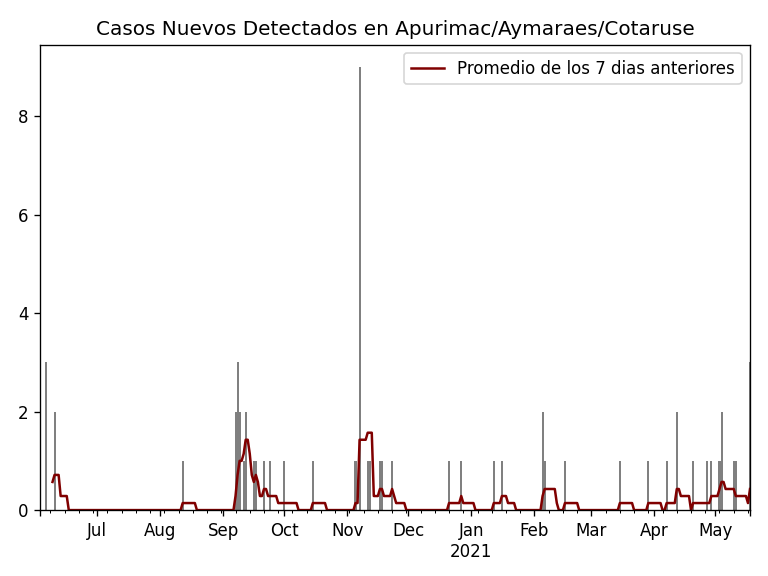 Casos Nuevos Detectados en Apurimac/Aymaraes/Cotaruse
Promedio de los 7 dias anteriores
8
6
4
2
0
Jul Aug Sep Oct Nov Dec Jan Feb Mar Apr May
2021